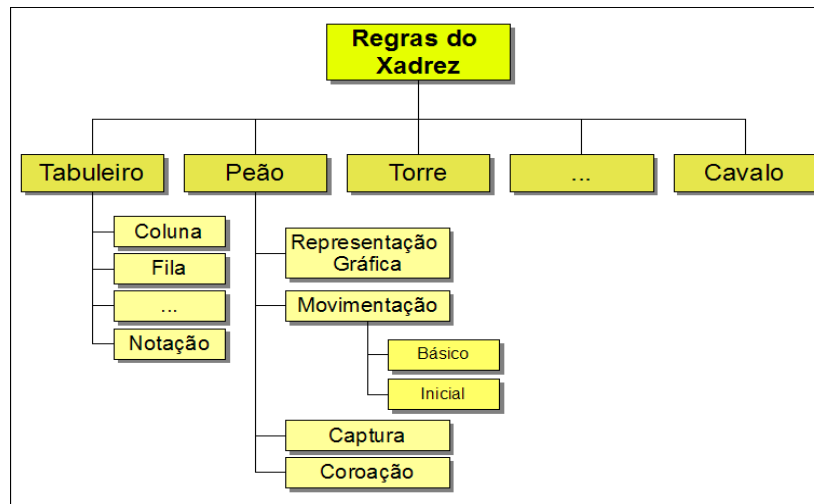 Regras do
Xadrez
Tabuleiro
Peão
Torre
...
Cavalo
Coluna
Fila
...
Notação
Representação
Gráfica
Movimentação
Básico
Inicial
Captura
Coroação